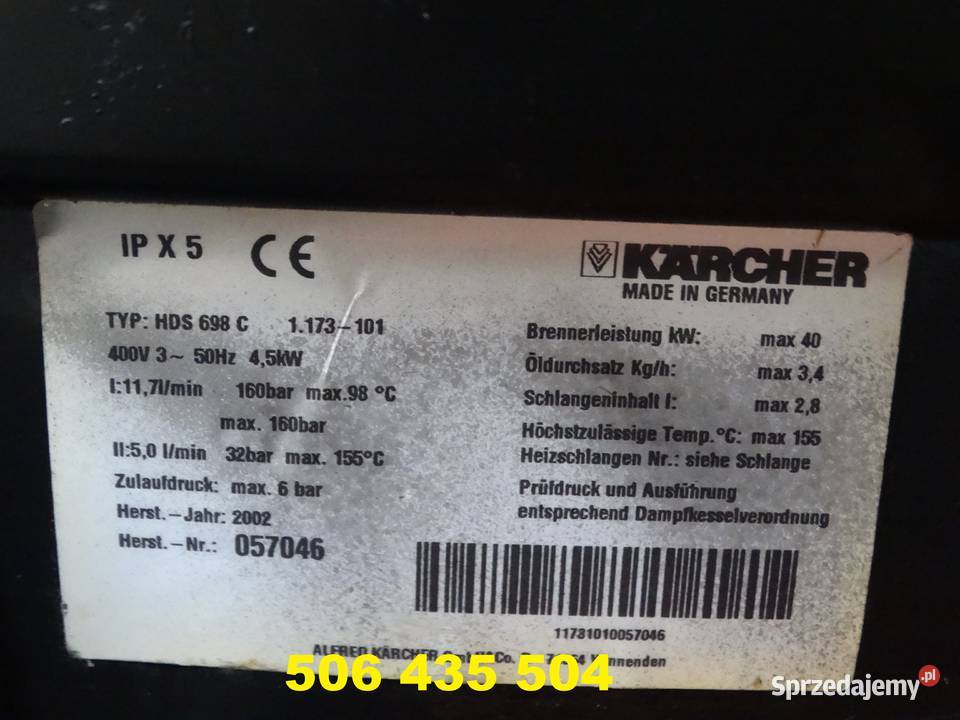 IP X 5 CE
KÄRCHER
MADE IN GERMANY
TYP: HDS 698 C 1.173-101
400V 3~ 50Hz 4,5kW
I:11,7l/min 160bar max.98 °C
max. 160bar
II:5,0 l/min 32bar max. 155°C
Zulaufdruck: max. 6 bar
Herst.-Jahr: 2002
Herst.-Nr.: 057046
Brennerleistung kW: max 40
Öldurchsatz Kg/h: max 3,4
Schlangeninhalt l: max 2,8
Höchstzulässige Temp.°C: max 155
Heizschlangen Nr.: siehe Schlange
Prüfdruck und Ausführung
entsprechend Dampfkesselverordnung
11731010057046
ALFRED KÄRCHER Co.
506 435 504
Sprzedajemy.pl